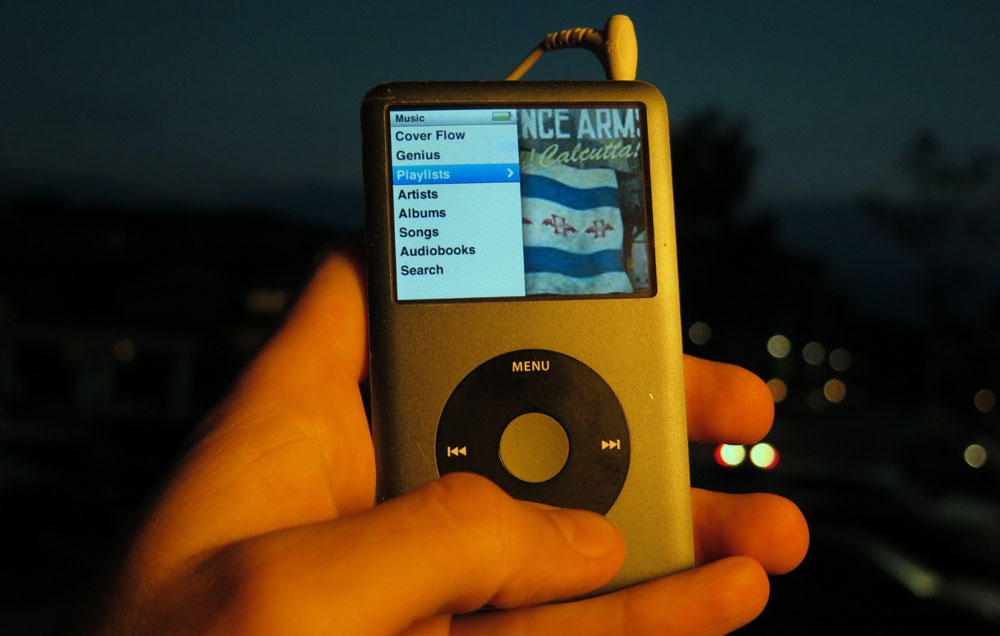 Music
Cover Flow
Genius
Playlists
Artists
Albums
Songs
Audiobooks
Search
NCE ARMS
Calcutta!
MENU